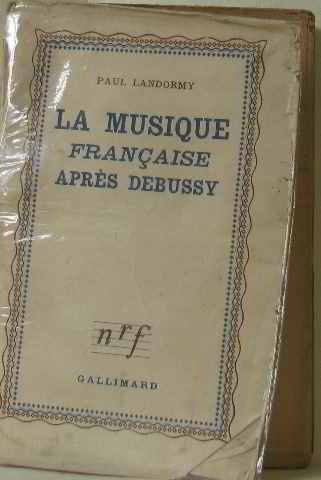 PAUL LANDORMY
LA MUSIQUE
FRANÇAISE
APRÈS DEBUSSY
nrf
GALLIMARD